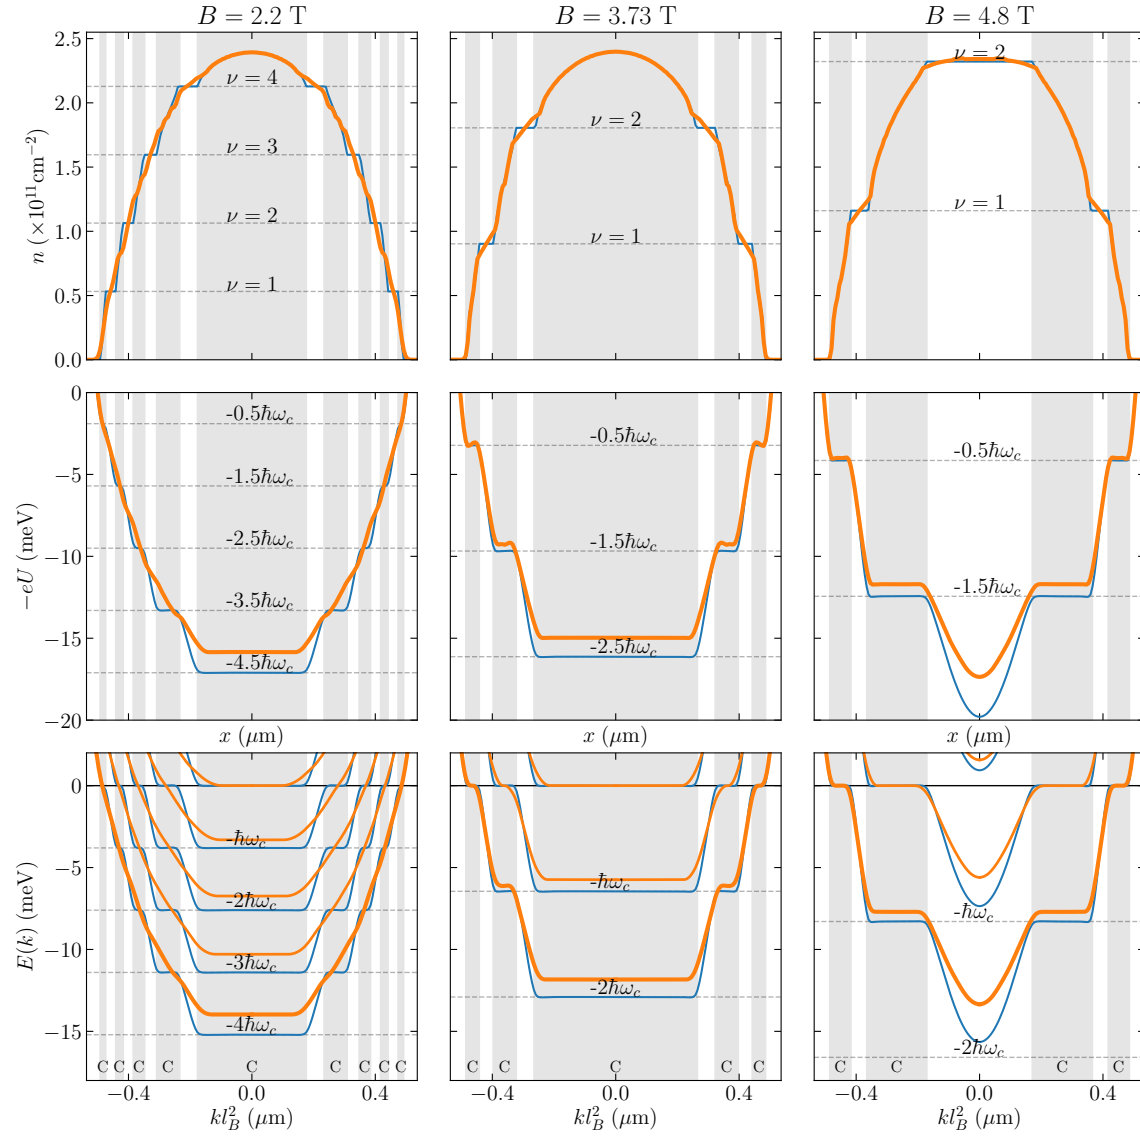 B = 2.2 T
B = 3.73 T
B = 4.8 T
n (×10¹¹cm⁻²)
2.5
2.0
1.5
1.0
0.5
0.0
ν = 4
ν = 3
ν = 2
ν = 1
ν = 2
ν = 1
ν = 2
ν = 1
−eU (meV)
0
−5
−10
−15
−20
-0.5ħω_c
-1.5ħω_c
-2.5ħω_c
-3.5ħω_c
-4.5ħω_c
-0.5ħω_c
-1.5ħω_c
-2.5ħω_c
-0.5ħω_c
-1.5ħω_c
x (μm)
x (μm)
x (μm)
E(k) (meV)
0
−5
−10
−15
-ħω_c
-2ħω_c
-3ħω_c
-4ħω_c
C C C C C C C C C
-ħω_c
-2ħω_c
C C C C C
-ħω_c
-2ħω_c
C C C C
−0.4 0.0 0.4
−0.4 0.0 0.4
−0.4 0.0 0.4
kl_B² (μm)
kl_B² (μm)
kl_B² (μm)